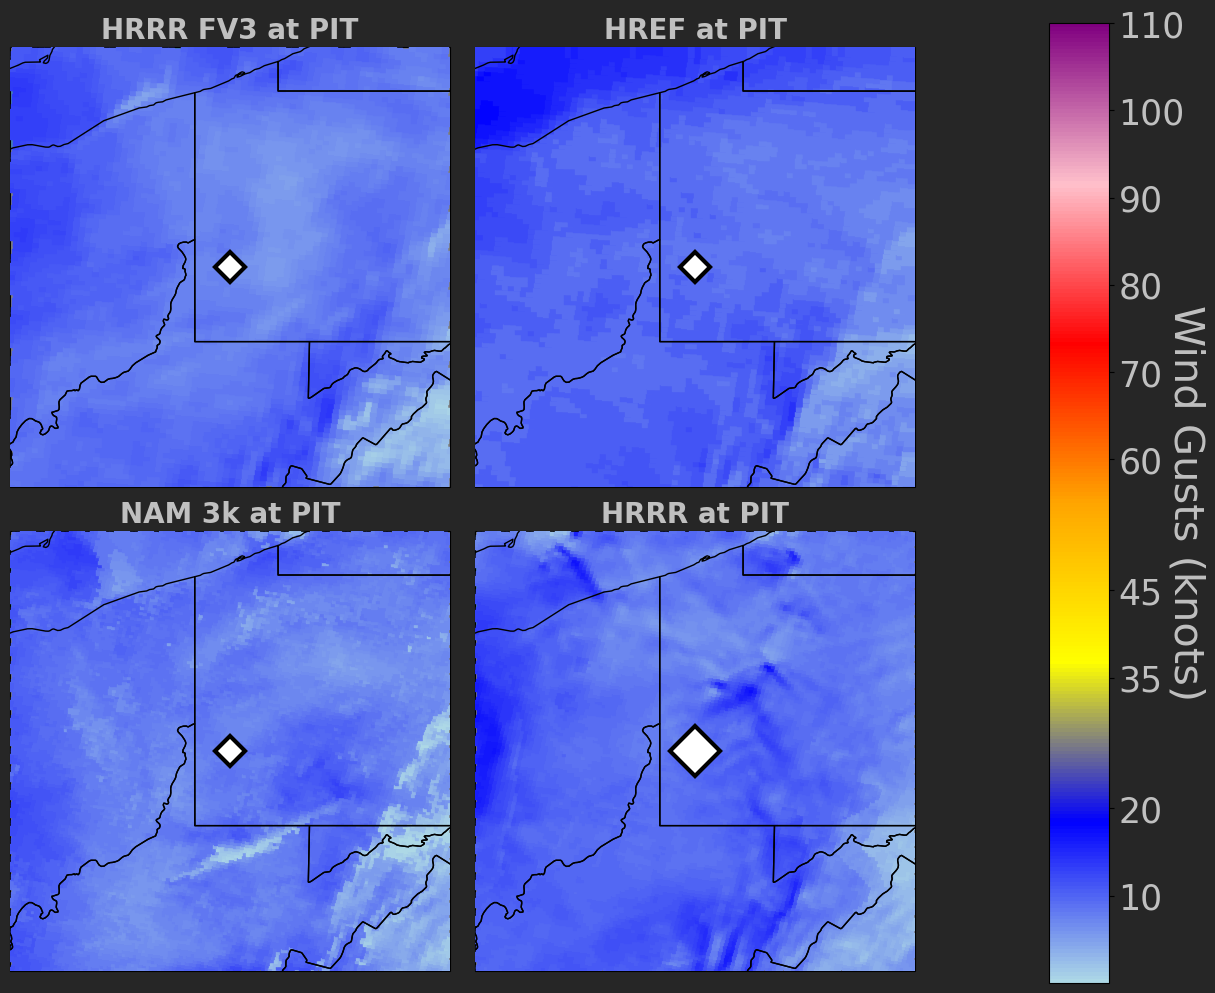 HRRR FV3 at PIT
HREF at PIT
NAM 3k at PIT
HRRR at PIT
110
100
90
80
70
60
45
35
20
10
Wind Gusts (knots)